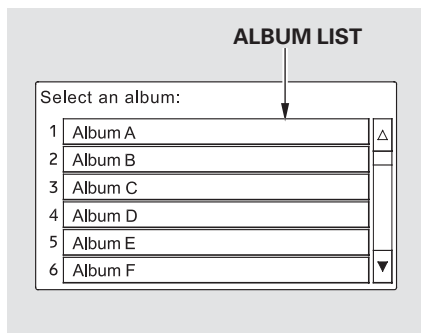 ALBUM LIST
Select an album:
1 Album A
2 Album B
3 Album C
4 Album D
5 Album E
6 Album F